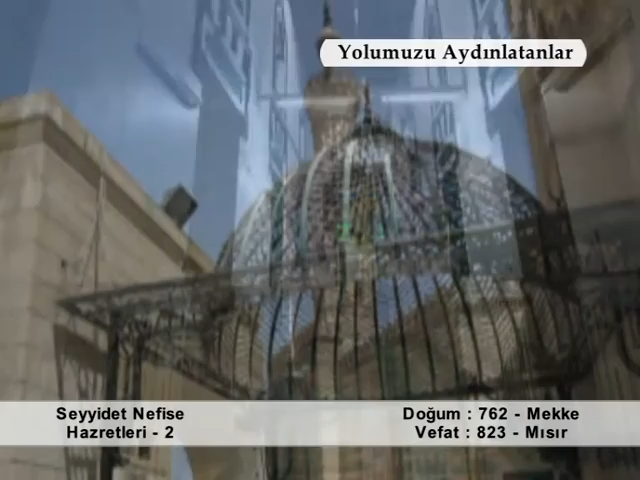 Yolumuzu Aydınlatanlar
Seyyidet Nefise
Hazretleri - 2
Doğum : 762 - Mekke
Vefat : 823 - Mısır